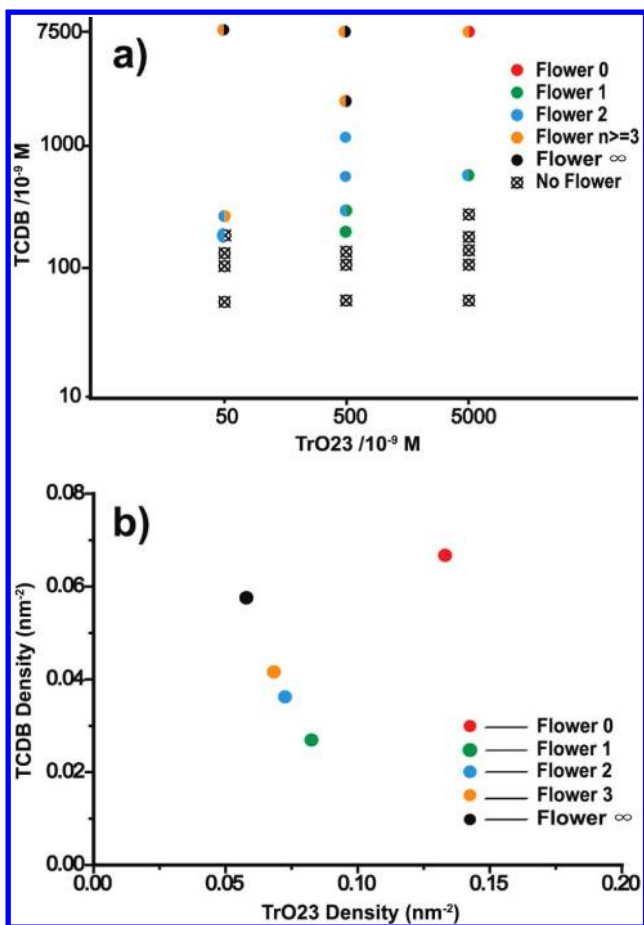 a)
7500
1000
100
10
TCDB /10⁻⁹ M
Flower 0
Flower 1
Flower 2
Flower n>=3
Flower ∞
No Flower
50
500
5000
TrO23 /10⁻⁹ M
b)
0.08
0.06
0.04
0.02
0.00
TCDB Density (nm⁻²)
Flower 0
Flower 1
Flower 2
Flower 3
Flower ∞
0.00
0.05
0.10
0.15
0.20
TrO23 Density (nm⁻²)